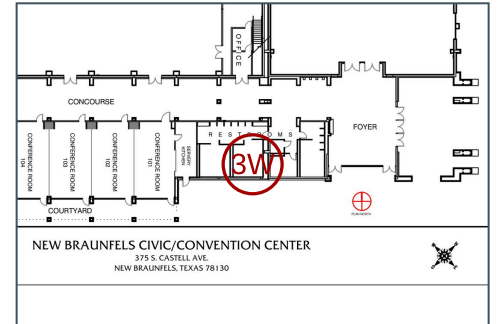 OFFICE
CONCOURSE
RESTROOMS
FOYER
CONFERENCE ROOM
104
CONFERENCE ROOM
103
CONFERENCE ROOM
102
CONFERENCE ROOM
101
SERVING
KITCHEN
3W
COURTYARD
PLAN NORTH
NEW BRAUNFELS CIVIC/CONVENTION CENTER
375 S. CASTELL AVE.
NEW BRAUNFELS, TEXAS 78130